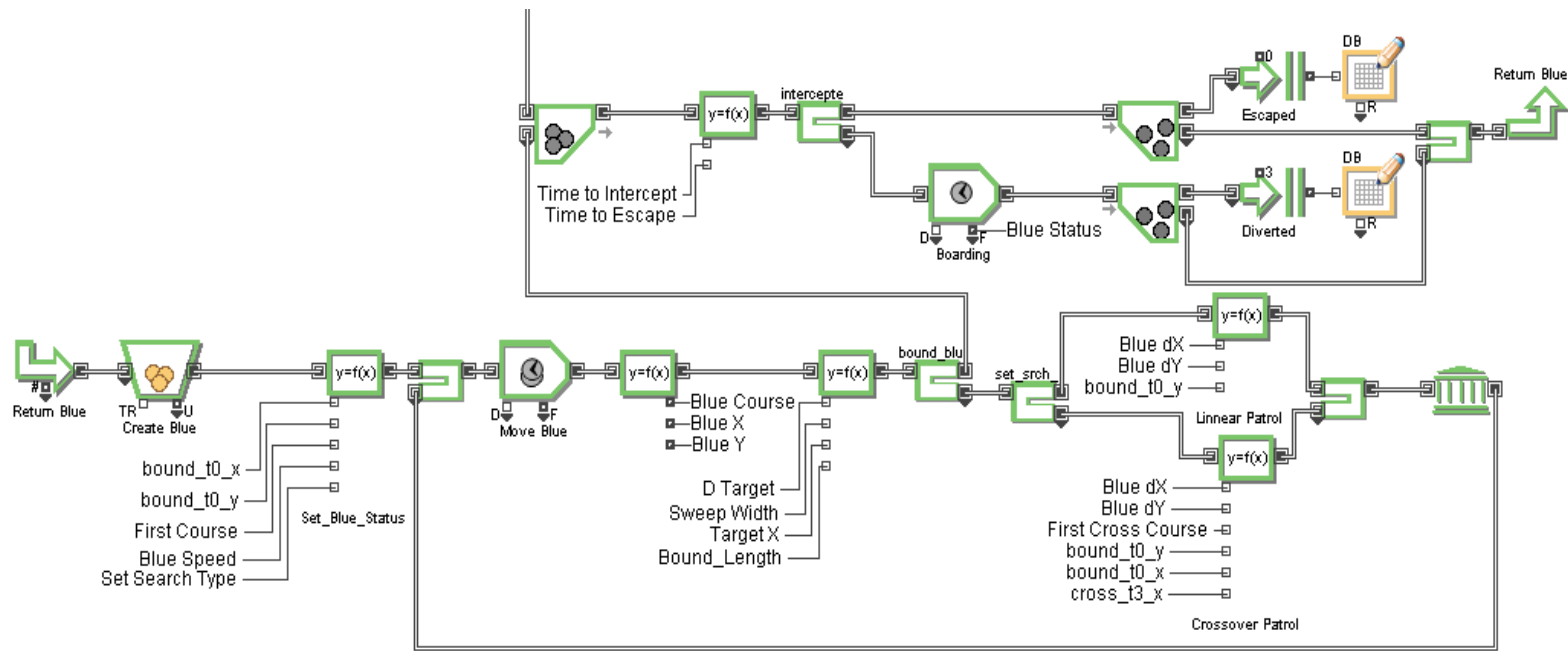 DB
0
Return Blue
intercepte
y=f(x)
R
Escaped
DB
Time to Intercept
Time to Escape
3
D
F
Blue Status
R
Boarding
Diverted
y=f(x)
bound_blu
Blue dX
Blue dY
set_srch_
bound_t0_y
y=f(x)
y=f(x)
y=f(x)
#
Return Blue
TR
U
Create Blue
D
F
Move Blue
Blue Course
Blue X
Blue Y
Linnear Patrol
y=f(x)
bound_t0_x
bound_t0_y
First Course
Blue Speed
Set Search Type
Set_Blue_Status
D Target
Sweep Width
Target X
Bound_Length
Blue dX
Blue dY
First Cross Course
bound_t0_y
bound_t0_x
cross_t3_x
Crossover Patrol